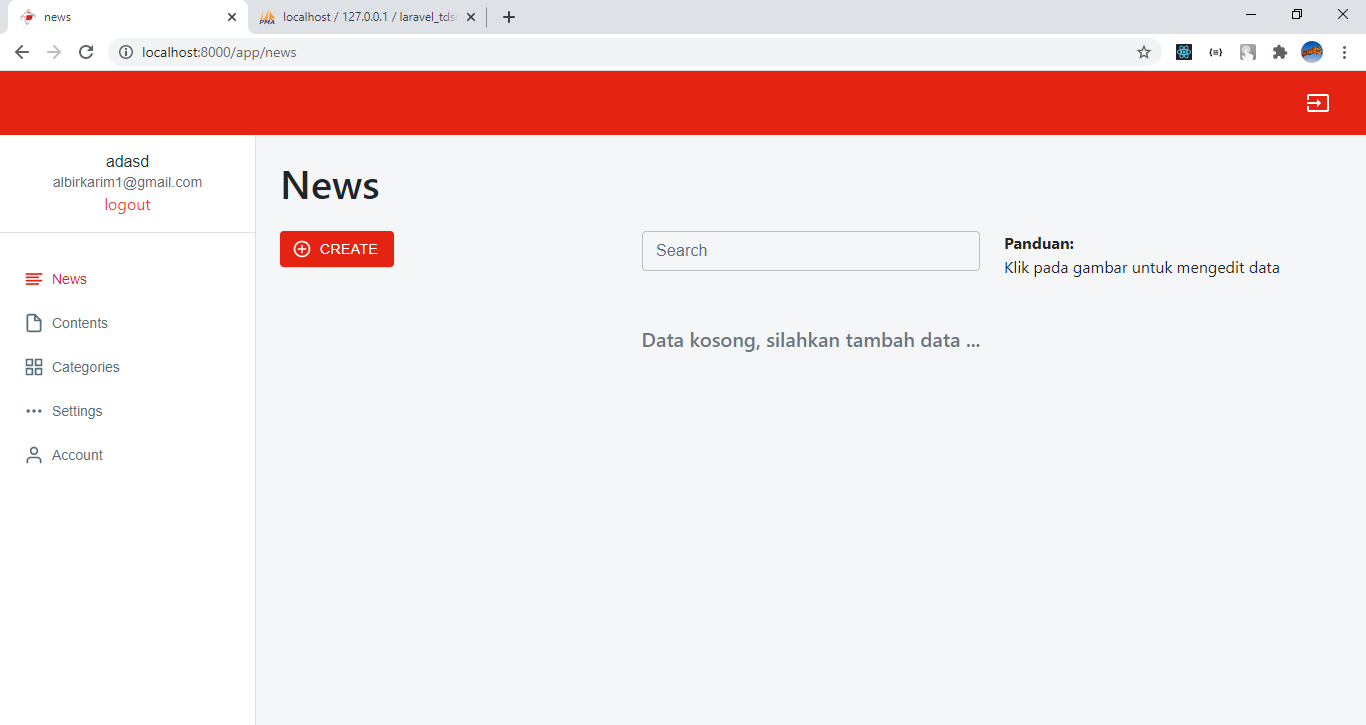 news
localhost / 127.0.0.1 / laravel_tds
localhost:8000/app/news
adasd
albirkarim1@gmail.com
logout
News
Contents
Categories
Settings
Account
News
CREATE
Search
Panduan:
Klik pada gambar untuk mengedit data
Data kosong, silahkan tambah data ...